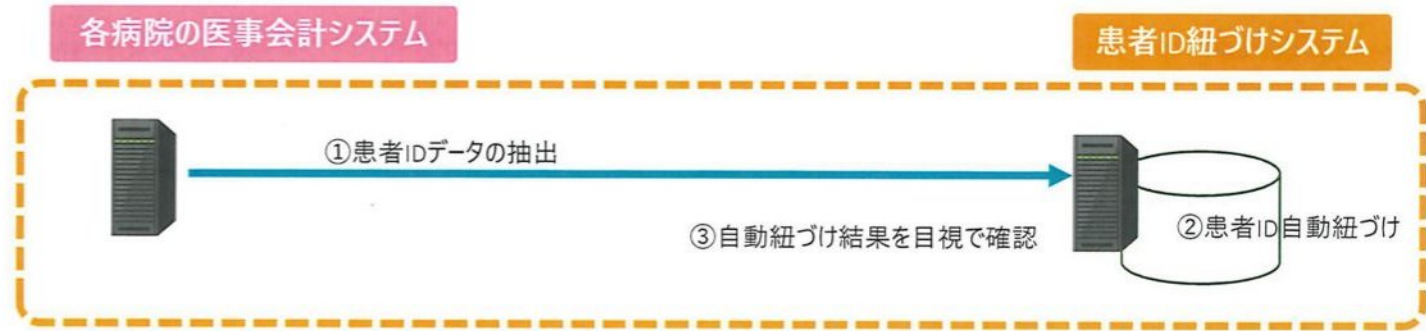 各病院の医事会計システム
患者ID紐づけシステム
①患者IDデータの抽出
③自動紐づけ結果を目視で確認
②患者ID自動紐づけ